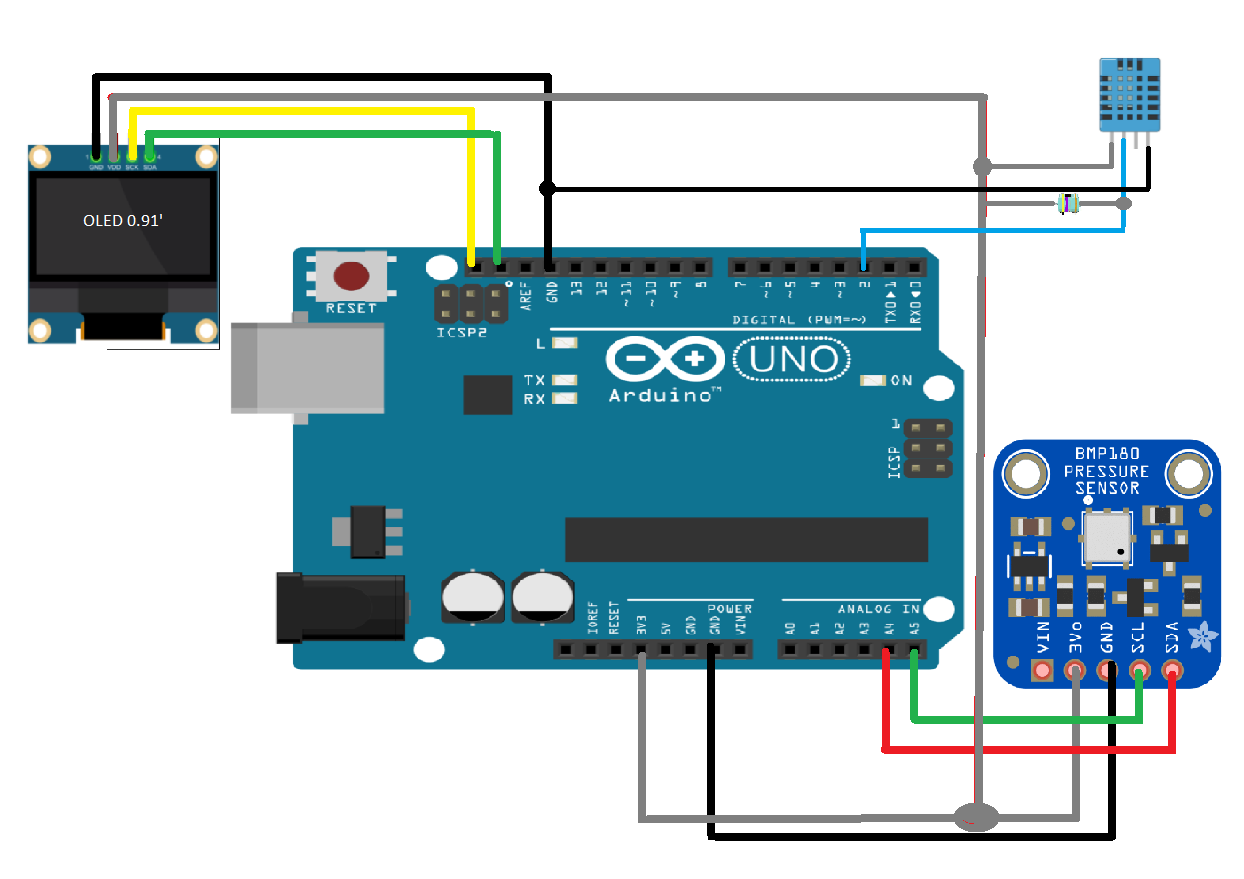 1 4
GND VDD SCK SDA
OLED 0.91'
RESET
ICSP2
AREF
GND
13
12
~11
~10
~9
8
7
~6
~5
4
~3
2
TX0▶1
RX0◀0
DIGITAL (PWM=~)
L
TX
RX
UNO
Arduino™
ON
1
ICSP
BMP180
PRESSURE
SENSOR
VIN
3Vo
GND
SCL
SDA
POWER
ANALOG IN
IOREF
RESET
3V3
5V
GND
GND
VIN
A0
A1
A2
A3
A4
A5